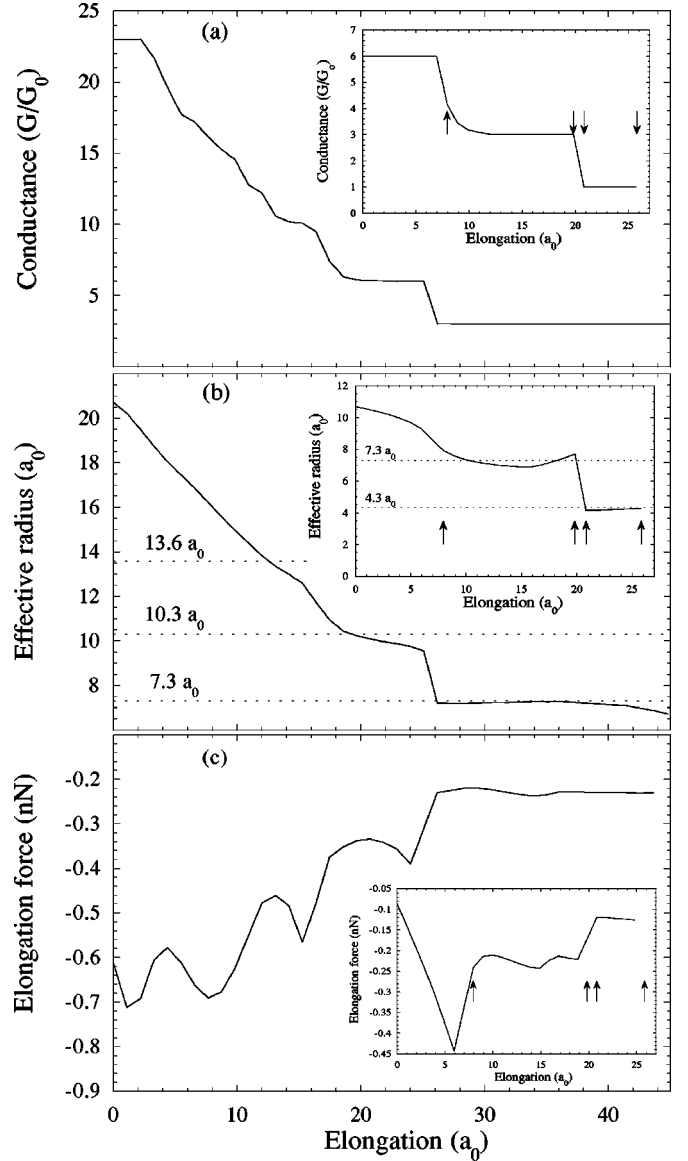 (a)
Conductance (G/G0)
25
20
15
10
5
Conductance (G/G0)
7
6
5
4
3
2
1
0
0 5 10 15 20 25
Elongation (a0)
(b)
Effective radius (a0)
20
18
16
14
12
10
8
13.6 a0
10.3 a0
7.3 a0
Effective radius (a0)
12
10
8
6
4
2
0
7.3 a0
4.3 a0
0 5 10 15 20 25
Elongation (a0)
(c)
Elongation force (nN)
-0.2
-0.3
-0.4
-0.5
-0.6
-0.7
-0.8
-0.9
Elongation force (nN)
-0.05
-0.1
-0.15
-0.2
-0.25
-0.3
-0.35
-0.4
-0.45
0 5 10 15 20 25
Elongation (a0)
0 10 20 30 40
Elongation (a0)